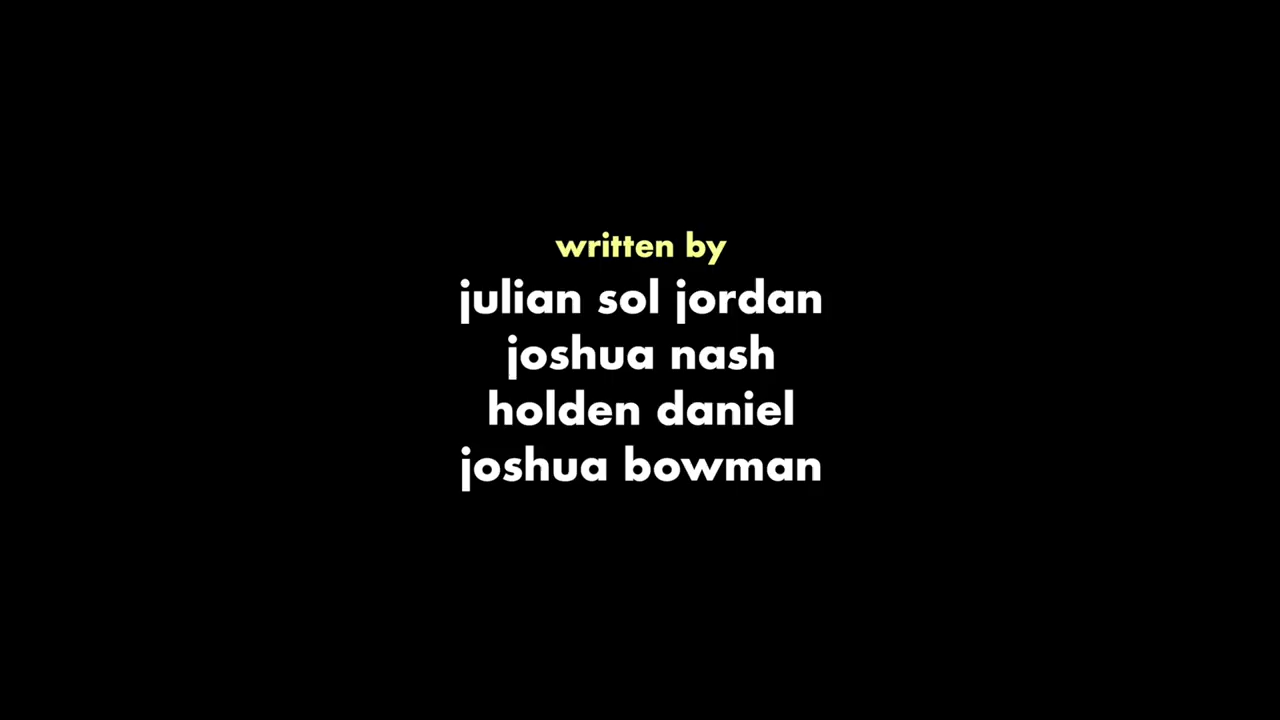 written by
julian sol jordan
joshua nash
holden daniel
joshua bowman